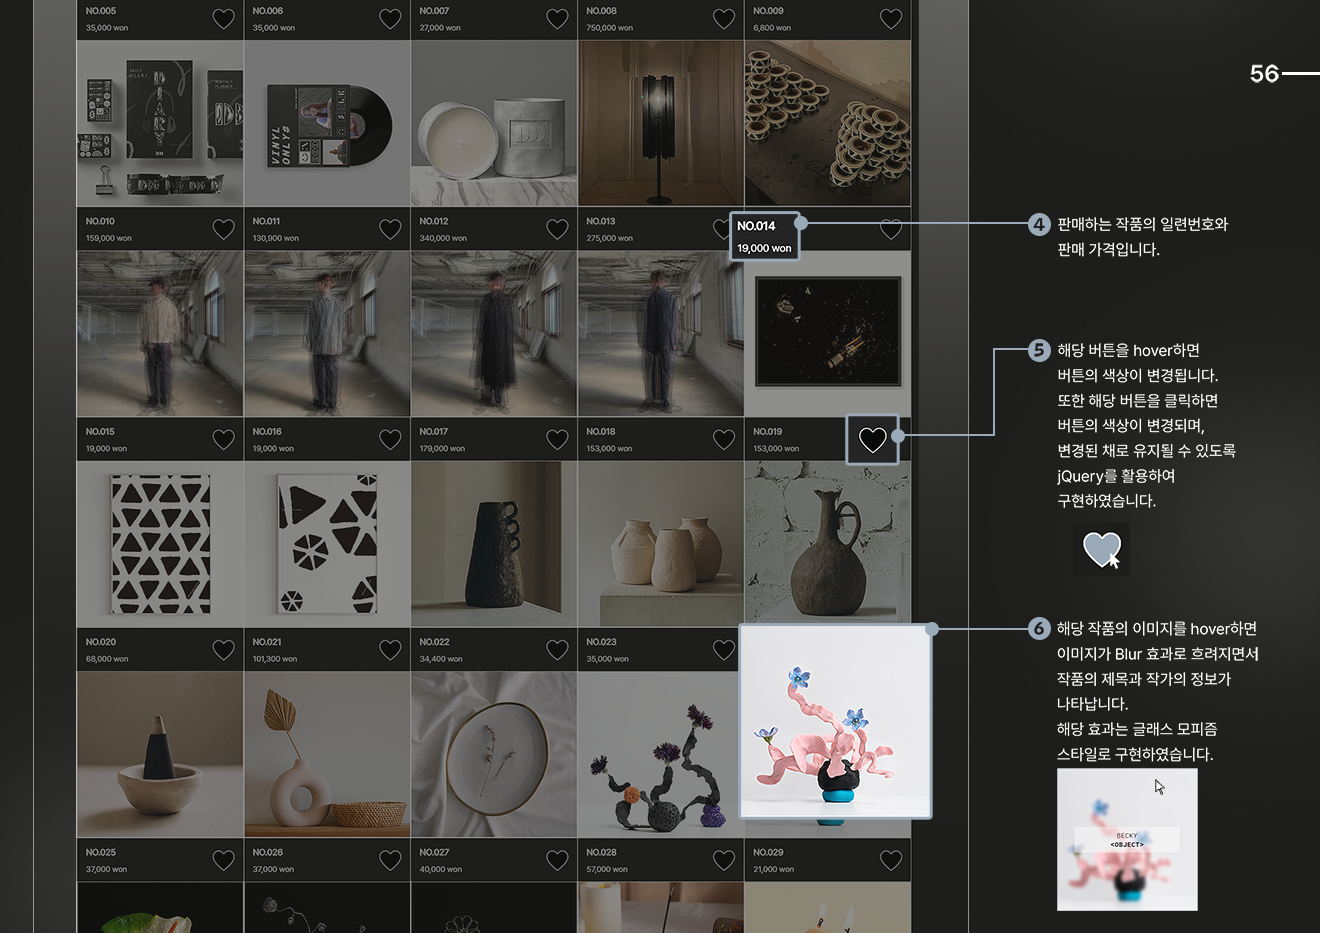 NO.005
35,000 won
NO.006
35,000 won
NO.007
27,000 won
NO.008
750,000 won
NO.009
6,800 won
56
DIARY
VINYL
ONLY#
NO.010
159,000 won
NO.011
130,900 won
NO.012
340,000 won
NO.013
275,000 won
NO.014
19,000 won
4
판매하는 작품의 일련번호와
판매 가격입니다.
5
해당 버튼을 hover하면
버튼의 색상이 변경됩니다.
또한 해당 버튼을 클릭하면
버튼의 색상이 변경되며,
변경된 채로 유지될 수 있도록
jQuery를 활용하여
구현하였습니다.
NO.015
19,000 won
NO.016
19,000 won
NO.017
179,000 won
NO.018
153,000 won
NO.019
153,000 won
NO.020
68,000 won
NO.021
101,300 won
NO.022
34,400 won
NO.023
35,000 won
6
해당 작품의 이미지를 hover하면
이미지가 Blur 효과로 흐려지면서
작품의 제목과 작가의 정보가
나타납니다.
해당 효과는 글래스 모피즘
스타일로 구현하였습니다.
BECKY
<OBJECT>
NO.025
37,000 won
NO.026
37,000 won
NO.027
40,000 won
NO.028
57,000 won
NO.029
21,000 won